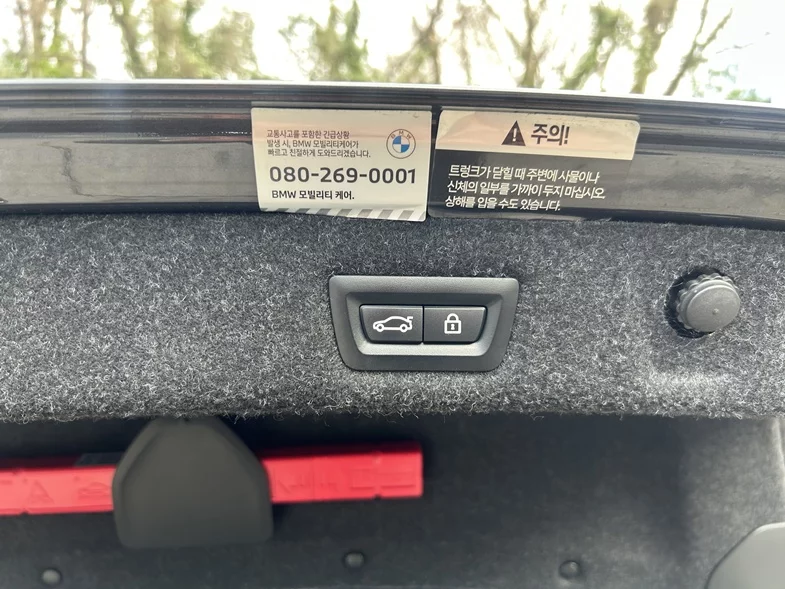 교통사고를 포함한 긴급상황
발생 시, BMW 모빌리티케어가
빠르고 친절하게 도와드리겠습니다.
BMW
080-269-0001
BMW 모빌리티 케어.
주의!
트렁크가 닫힐 때 주변에 사물이나
신체의 일부를 가까이 두지 마십시오.
상해를 입을 수도 있습니다.